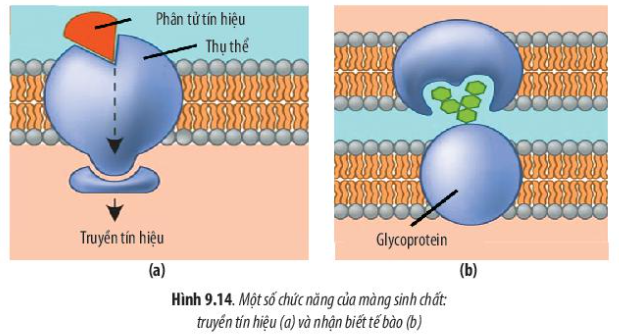 Phân tử tín hiệu
Thụ thể
Truyền tín hiệu
Glycoprotein
(a)
(b)
Hình 9.14. Một số chức năng của màng sinh chất:
truyền tín hiệu (a) và nhận biết tế bào (b)